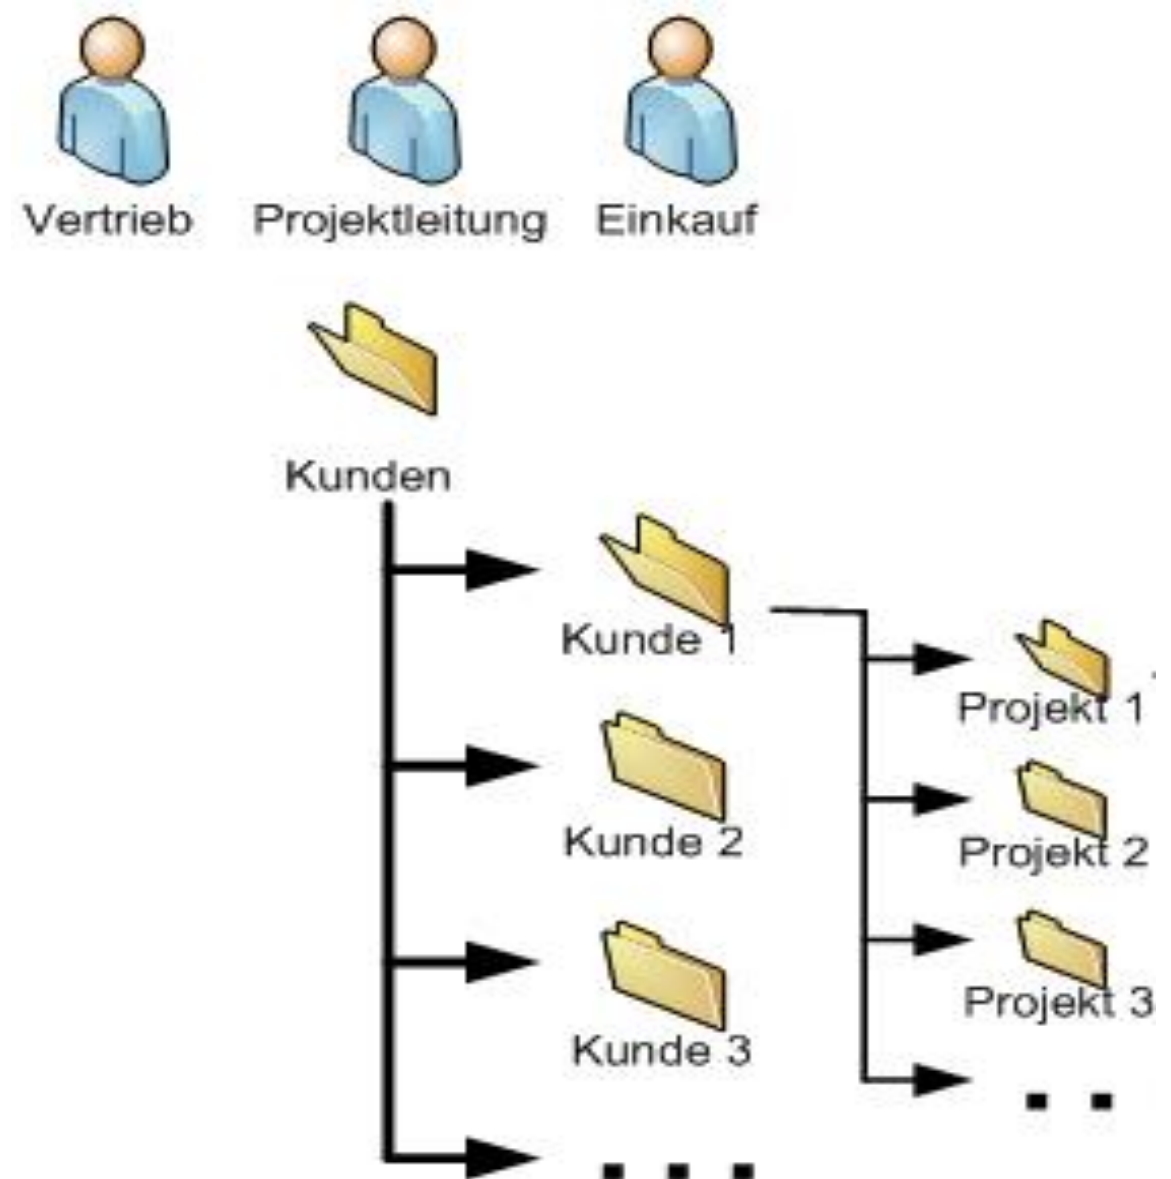 Vertrieb Projektleitung Einkauf
Kunden
Kunde 1
Projekt 1
Kunde 2
Projekt 2
Projekt 3
Kunde 3
. .
. . .